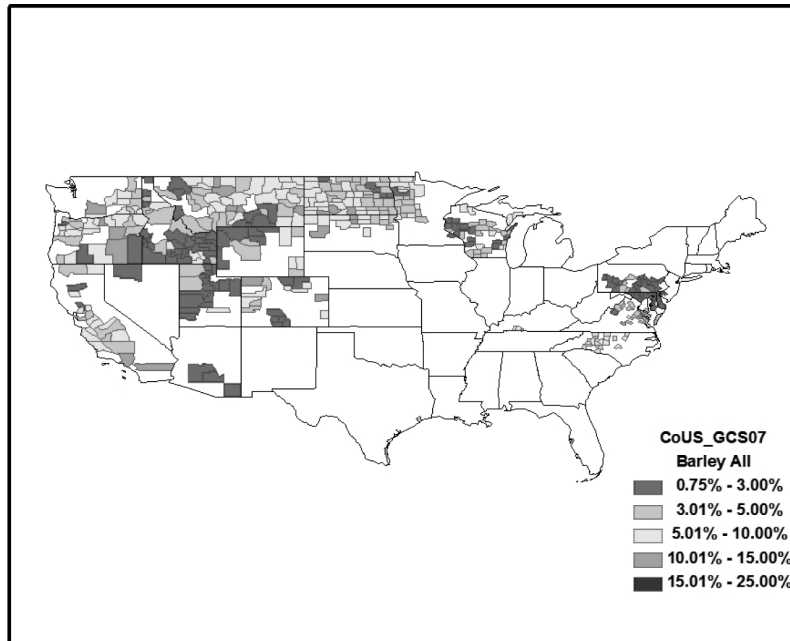 CoUS_GCS07
Barley All
0.75% - 3.00%
3.01% - 5.00%
5.01% - 10.00%
10.01% - 15.00%
15.01% - 25.00%